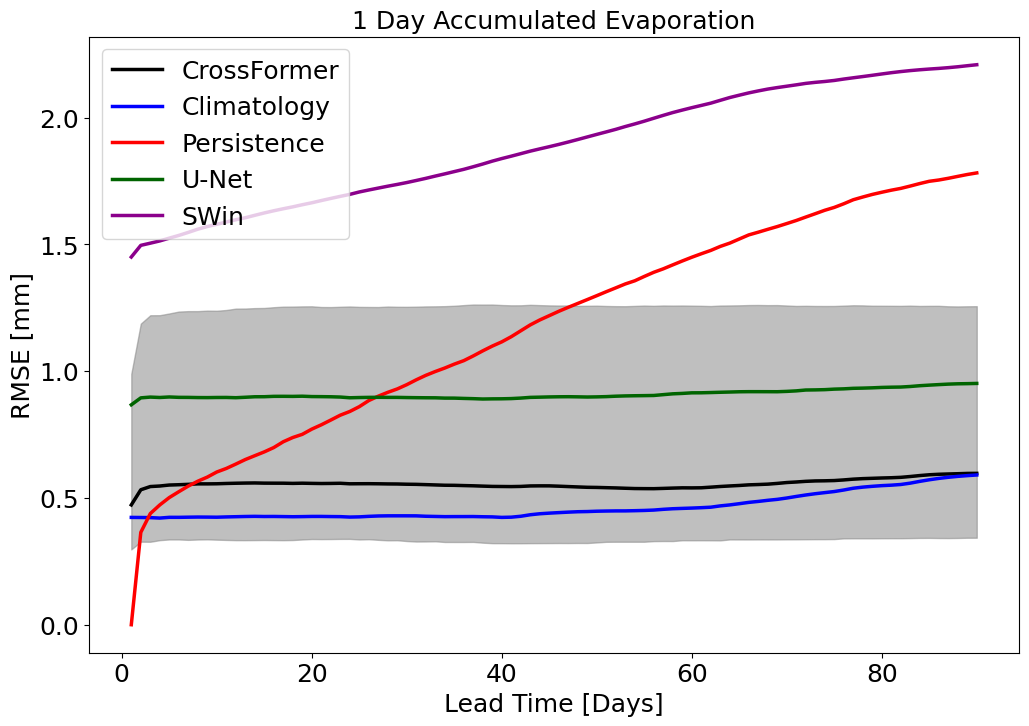 1 Day Accumulated Evaporation
CrossFormer
Climatology
Persistence
U-Net
SWin
RMSE [mm]
2.0
1.5
1.0
0.5
0.0
0 20 40 60 80
Lead Time [Days]